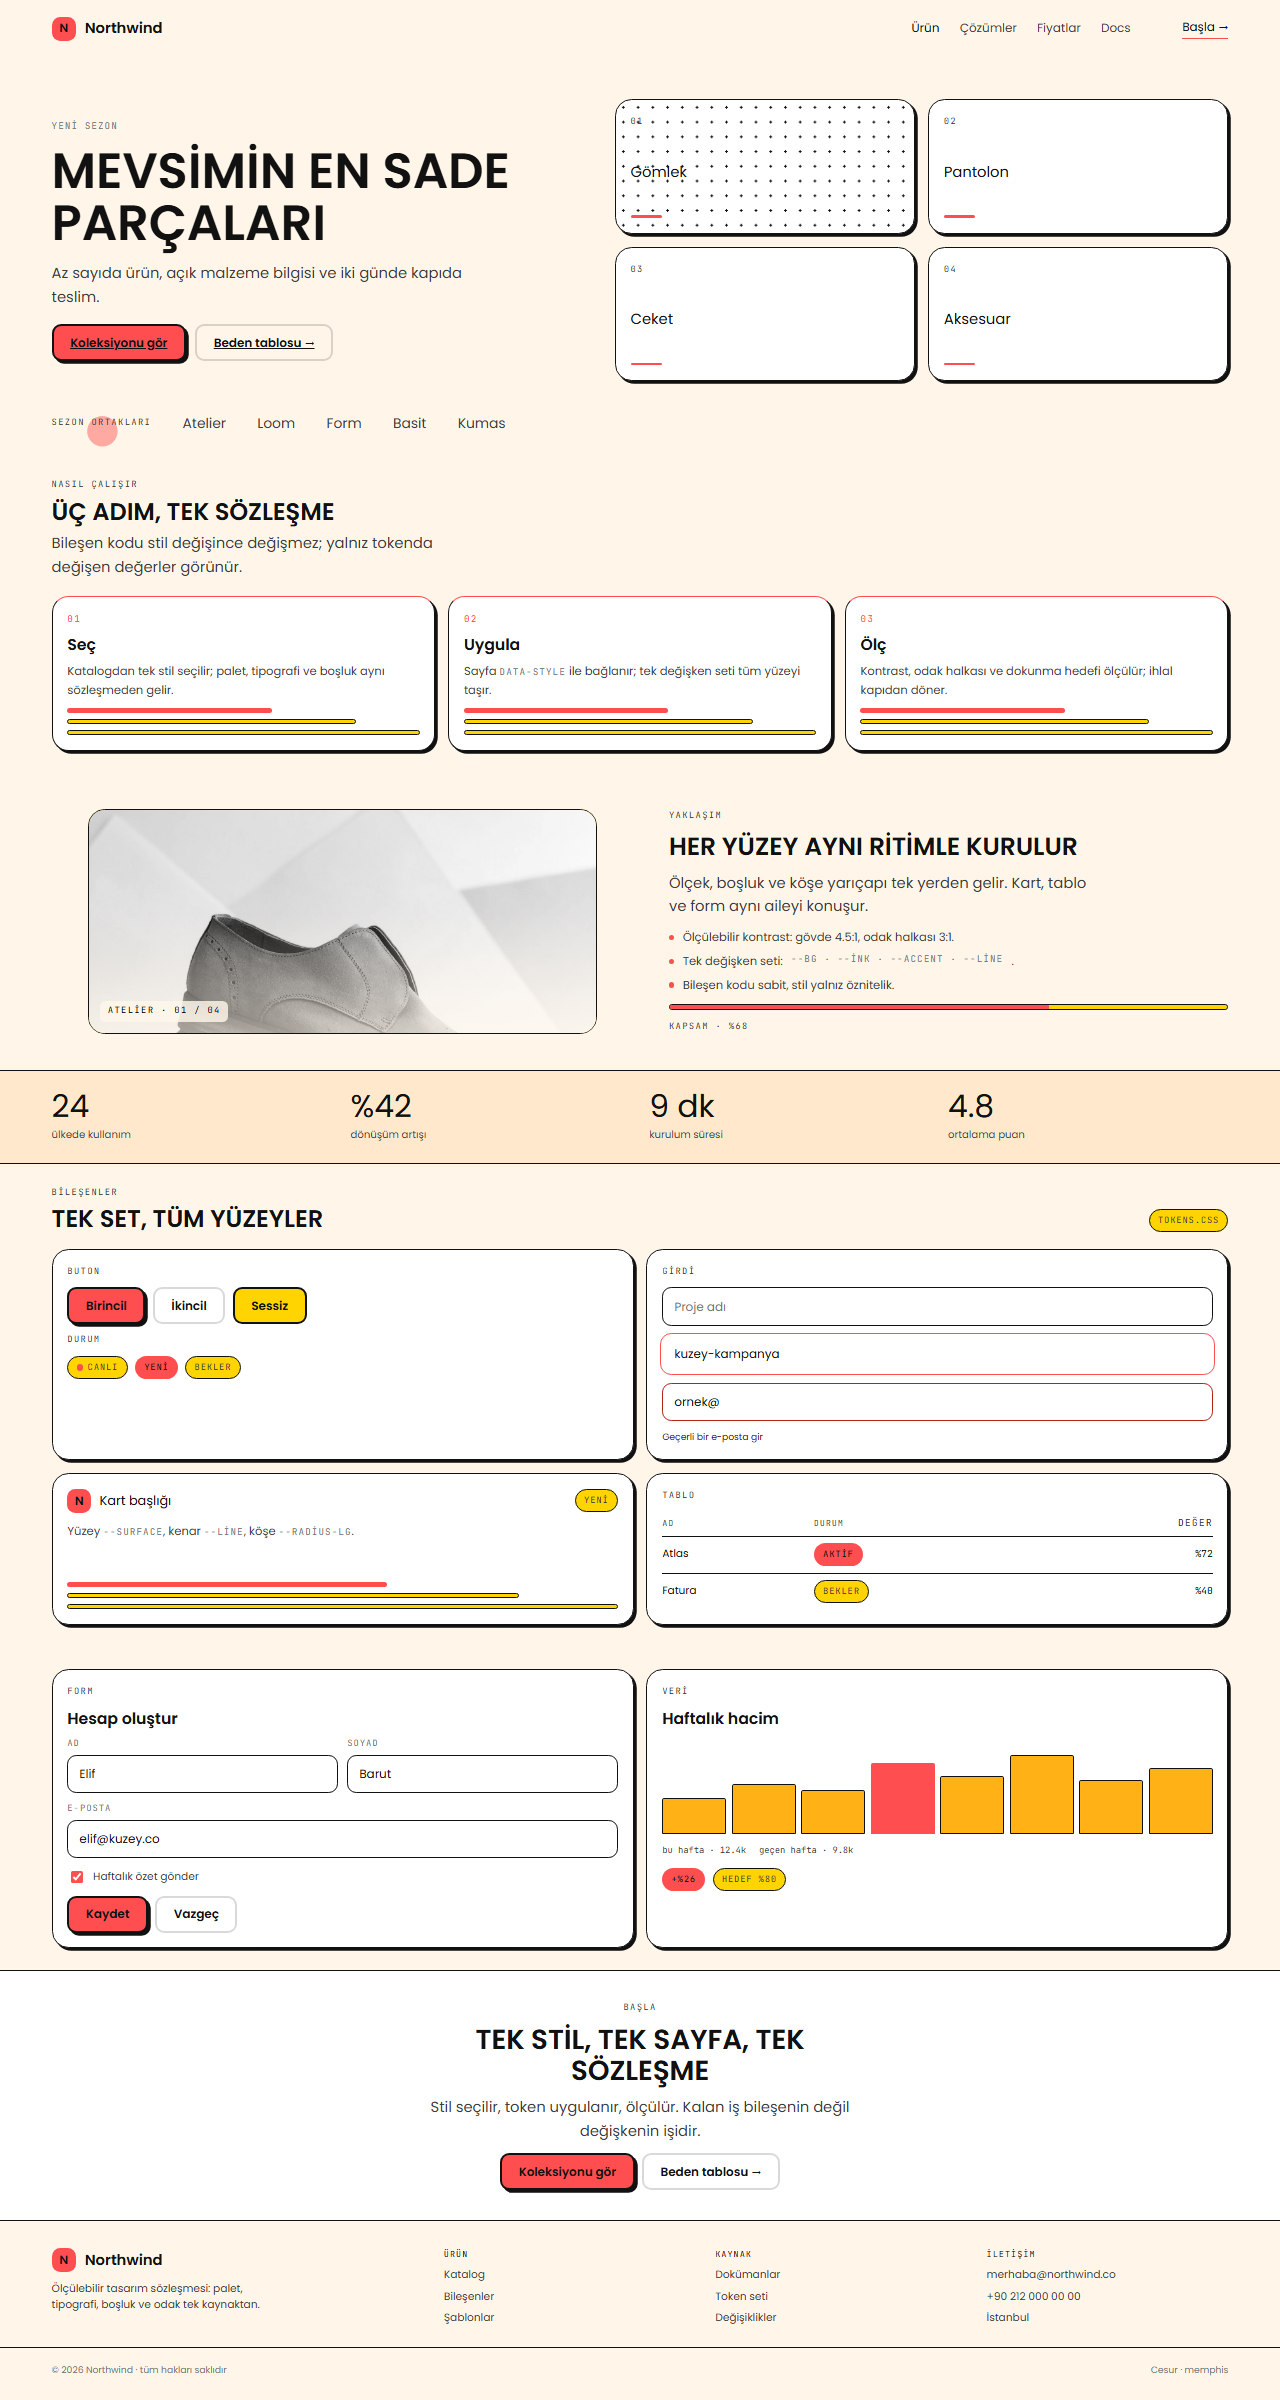 N Northwind
Ürün Çözümler Fiyatlar Docs Başla →
YENİ SEZON
MEVSİMİN EN SADE
PARÇALARI
Az sayıda ürün, açık malzeme bilgisi ve iki günde kapıda
teslim.
Koleksiyonu gör Beden tablosu →
01
Gömlek
02
Pantolon
03
Ceket
04
Aksesuar
SEZON ORTAKLARI Atelier Loom Form Basit Kumas
NASIL ÇALIŞIR
ÜÇ ADIM, TEK SÖZLEŞME
Bileşen kodu stil değişince değişmez; yalnız tokenda
değişen değerler görünür.
01
Seç
Katalogdan tek stil seçilir; palet, tipografi ve boşluk aynı
sözleşmeden gelir.
02
Uygula
Sayfa DATA-STYLE ile bağlanır; tek değişken seti tüm yüzeyi
taşır.
03
Ölç
Kontrast, odak halkası ve dokunma hedefi ölçülür; ihlal
kapıdan döner.
ATELİER · 01 / 04
YAKLAŞIM
HER YÜZEY AYNI RİTİMLE KURULUR
Ölçek, boşluk ve köşe yarıçapı tek yerden gelir. Kart, tablo
ve form aynı aileyi konuşur.
Ölçülebilir kontrast: gövde 4.5:1, odak halkası 3:1.
Tek değişken seti: --BG · --İNK · --ACCENT · --LİNE .
Bileşen kodu sabit, stil yalnız öznitelik.
KAPSAM · %68
24
ülkede kullanım
%42
dönüşüm artışı
9 dk
kurulum süresi
4.8
ortalama puan
BİLEŞENLER
TEK SET, TÜM YÜZEYLER
TOKENS.CSS
BUTON
Birincil İkincil Sessiz
DURUM
CANLI YENİ BEKLER
GİRDİ
Proje adı
kuzey-kampanya
ornek@
Geçerli bir e-posta gir
N Kart başlığı YENİ
Yüzey --SURFACE, kenar --LİNE, köşe --RADİUS-LG.
TABLO
AD DURUM DEĞER
Atlas AKTİF %72
Fatura BEKLER %48
FORM
Hesap oluştur
AD SOYAD
Elif Barut
E-POSTA
elif@kuzey.co
Haftalık özet gönder
Kaydet Vazgeç
VERİ
Haftalık hacim
bu hafta · 12.4k geçen hafta · 9.8k
+%26 HEDEF %80
BAŞLA
TEK STİL, TEK SAYFA, TEK
SÖZLEŞME
Stil seçilir, token uygulanır, ölçülür. Kalan iş bileşenin değil
değişkenin işidir.
Koleksiyonu gör Beden tablosu →
N Northwind
Ölçülebilir tasarım sözleşmesi: palet,
tipografi, boşluk ve odak tek kaynaktan.
ÜRÜN
Katalog
Bileşenler
Şablonlar
KAYNAK
Dokümanlar
Token seti
Değişiklikler
İLETİŞİM
merhaba@northwind.co
+90 212 000 00 00
İstanbul
© 2026 Northwind · tüm hakları saklıdır
Cesur · memphis